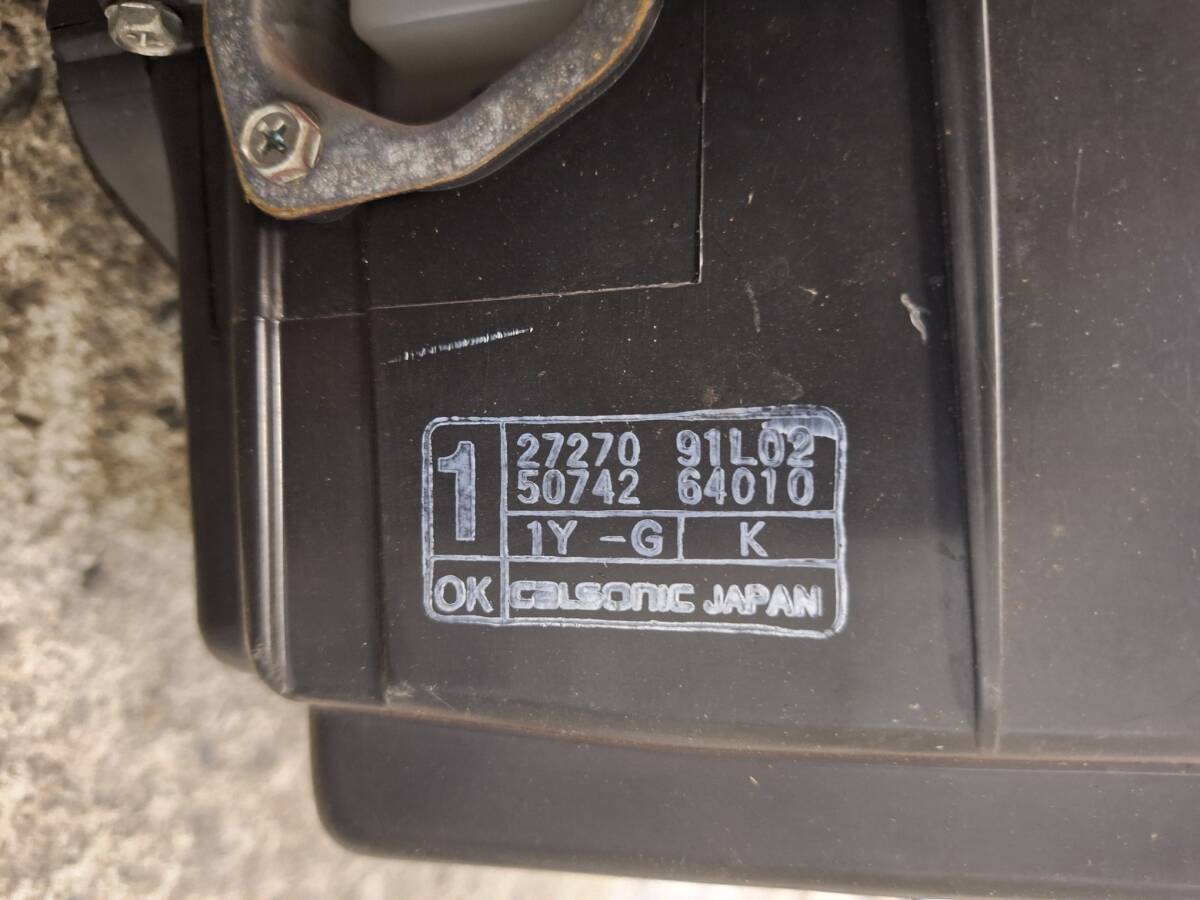 1
27270 91L02
50742 64010
1Y -G K
OK calsonic JAPAN